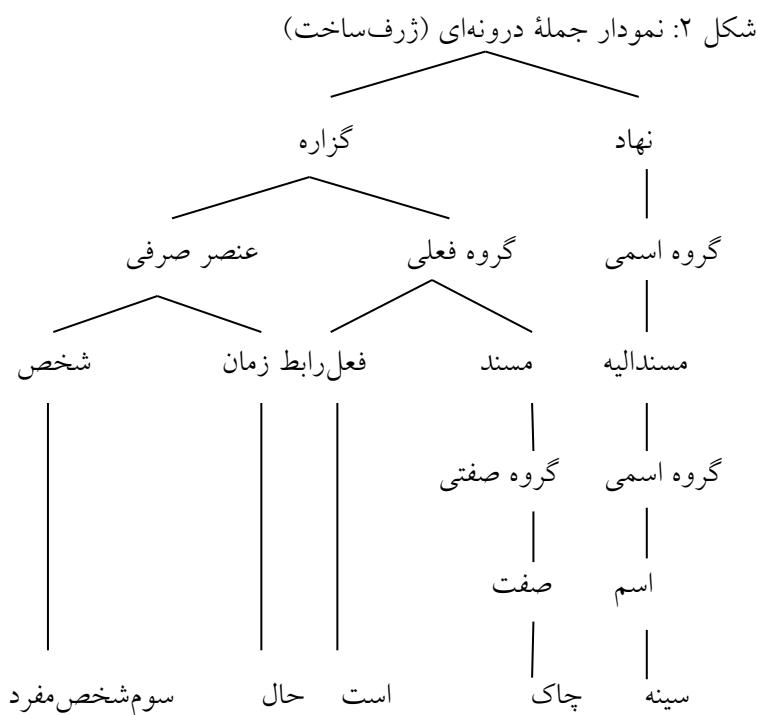 شکل ۲: نمودار جملهٔ درونه‌ای (ژرف‌ساخت)
نهاد گزاره
گروه اسمی گروه فعلی عنصر صرفی
مسندالیه مسند فعل‌رابط زمان شخص
گروه اسمی گروه صفتی
اسم صفت
سینه چاک است حال سوم‌شخص‌مفرد